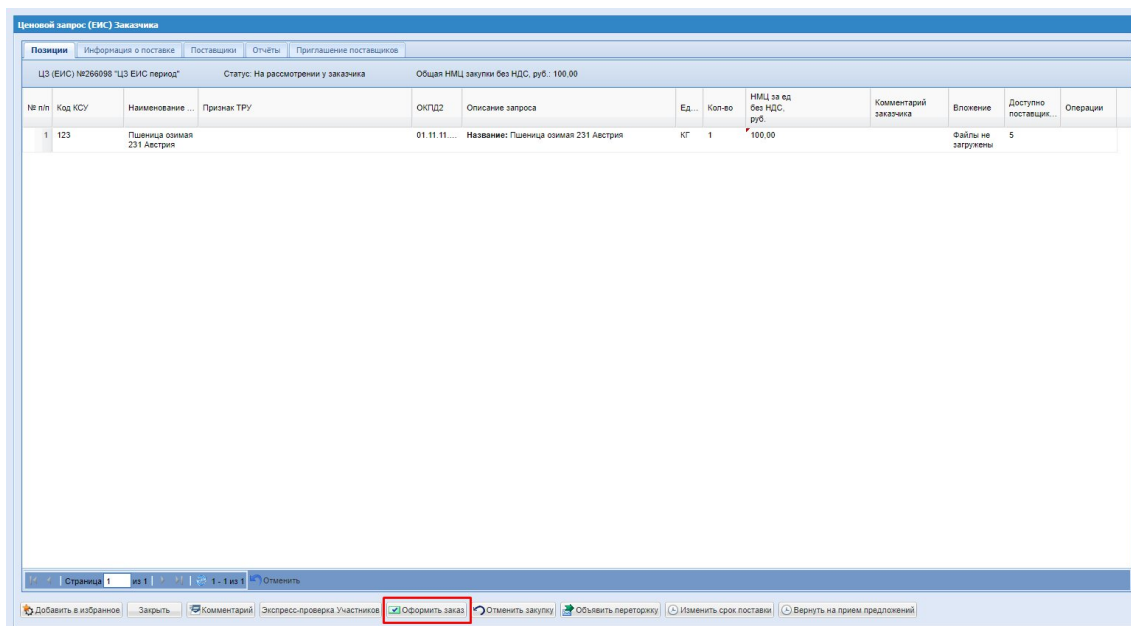 Ценовой запрос (ЕИС) Заказчика
Позиции Информация о поставке Поставщики Отчёты Приглашение поставщиков
ЦЗ (ЕИС) №266098 "ЦЗ ЕИС период" Статус: На рассмотрении у заказчика Общая НМЦ закупки без НДС, руб.: 100,00
№ п/п Код КСУ Наименование ... Признак ТРУ ОКПД2 Описание запроса Ед... Кол-во НМЦ за ед без НДС, руб. Комментарий заказчика Вложение Доступно поставщик... Операции
1 123 Пшеница озимая 231 Австрия 01.11.11.... Название: Пшеница озимая 231 Австрия КГ 1 100,00 Файлы не загружены 5
Страница 1 из 1 1 - 1 из 1 Отменить
Добавить в избранное Закрыть Комментарий Экспресс-проверка Участников Оформить заказ Отменить закупку Объявить переторжку Изменить срок поставки Вернуть на прием предложений